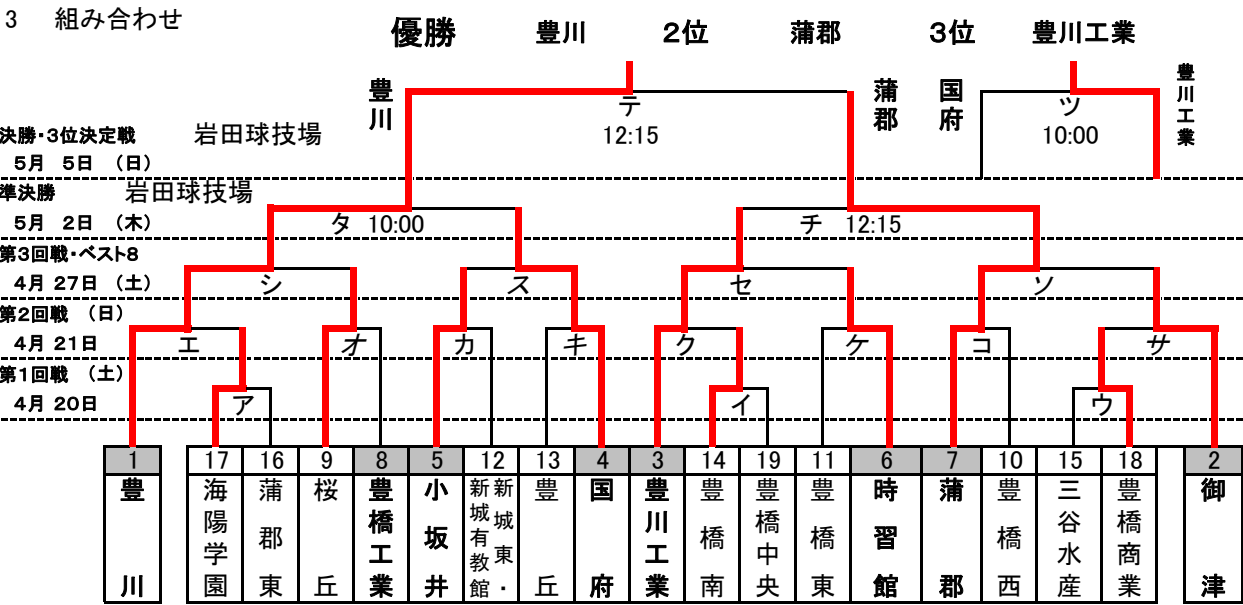 3 組み合わせ
優勝 豊川 2位 蒲郡 3位 豊川工業
豊川
蒲郡
国府
豊川工業
テ
12:15
ツ
10:00
決勝・3位決定戦 岩田球技場
5月 5日 (日)
準決勝 岩田球技場
5月 2日 (木)
タ 10:00
チ 12:15
第3回戦・ベスト8
4月 27日 (土)
シ ス セ ソ
第2回戦 (日)
4月 21日
エ オ カ キ ク ケ コ サ
第1回戦 (土)
4月 20日
ア イ ウ
1 17 16 9 8 5 12 13 4 3 14 19 11 6 7 10 15 18 2
豊川
海陽学園
蒲郡東
桜丘
豊橋工業
小坂井
新城東・
新城有教館
豊丘
国府
豊川工業
豊橋南
豊橋中央
豊橋東
時習館
蒲郡
豊橋西
三谷水産
豊橋商業
御津